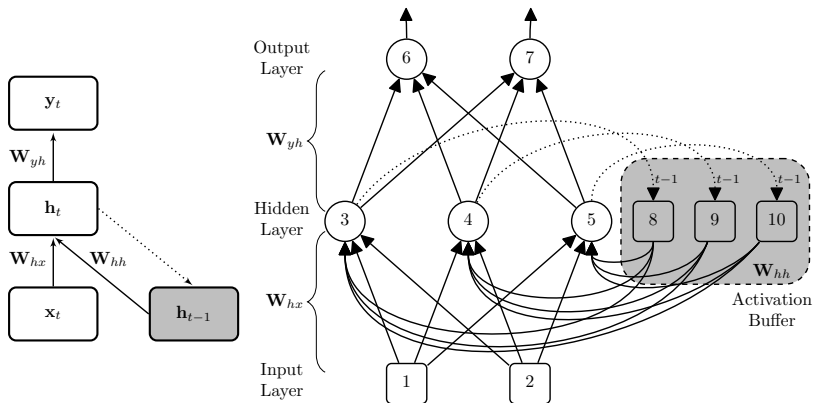 y_t
W_yh
h_t
W_hx
W_hh
x_t
h_t−1
Output
Layer
6
7
W_yh
Hidden
Layer
3
4
5
t−1
t−1
t−1
8
9
10
W_hh
Activation
Buffer
W_hx
Input
Layer
1
2